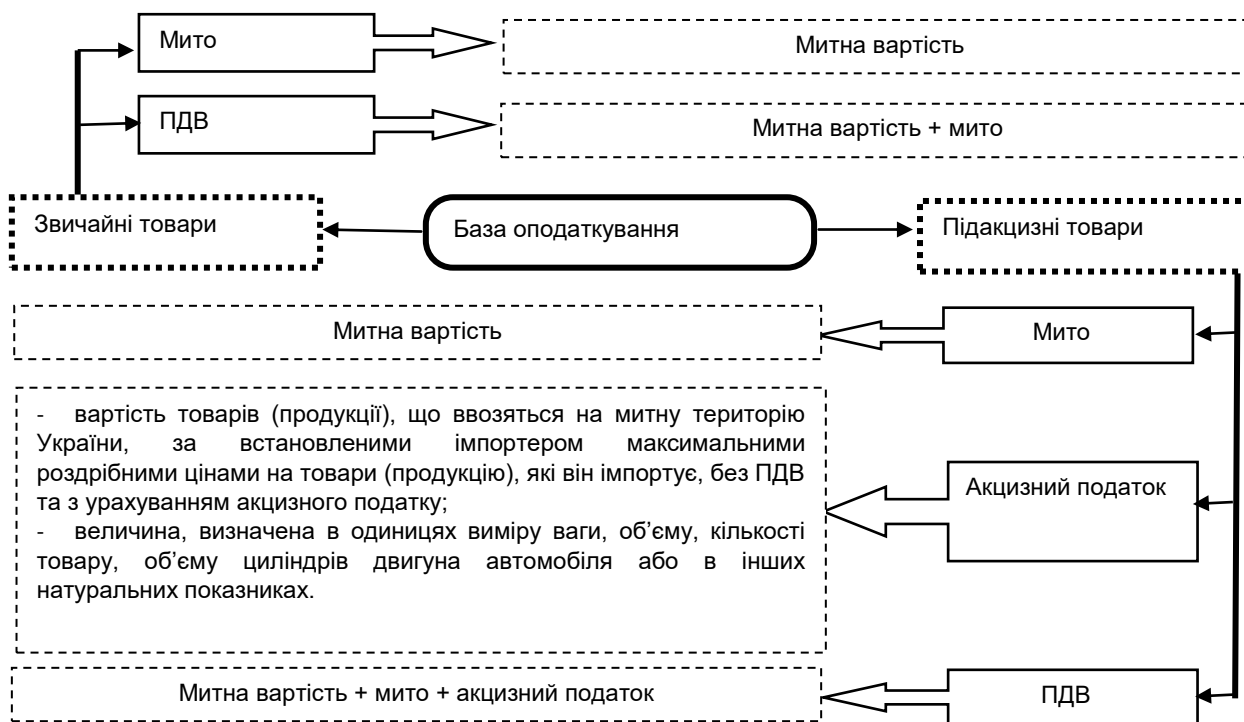 Мито
Митна вартість
ПДВ
Митна вартість + мито
Звичайні товари
База оподаткування
Підакцизні товари
Митна вартість
Мито
- вартість товарів (продукції), що ввозяться на митну територію
України, за встановленими імпортером максимальними
роздрібними цінами на товари (продукцію), які він імпортує, без ПДВ
та з урахуванням акцизного податку;
- величина, визначена в одиницях виміру ваги, об’єму, кількості
товару, об’єму циліндрів двигуна автомобіля або в інших
натуральних показниках.
Акцизний податок
Митна вартість + мито + акцизний податок
ПДВ